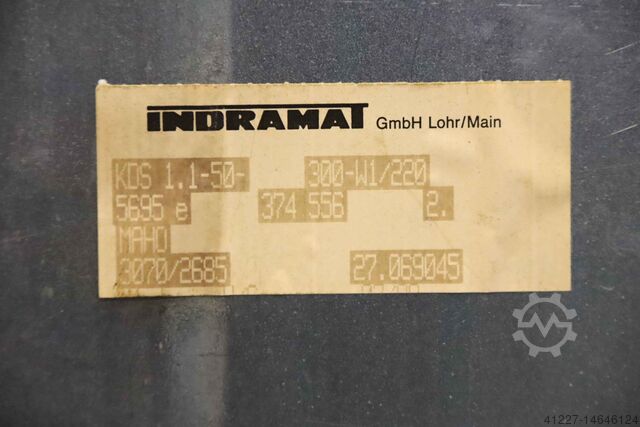 INDRAMAT GmbH Lohr/Main
KDS 1.1-50- 300-W1/220
5695 e 374 556 2.
MAHO
3070/2685 27.069045
41227-14646124